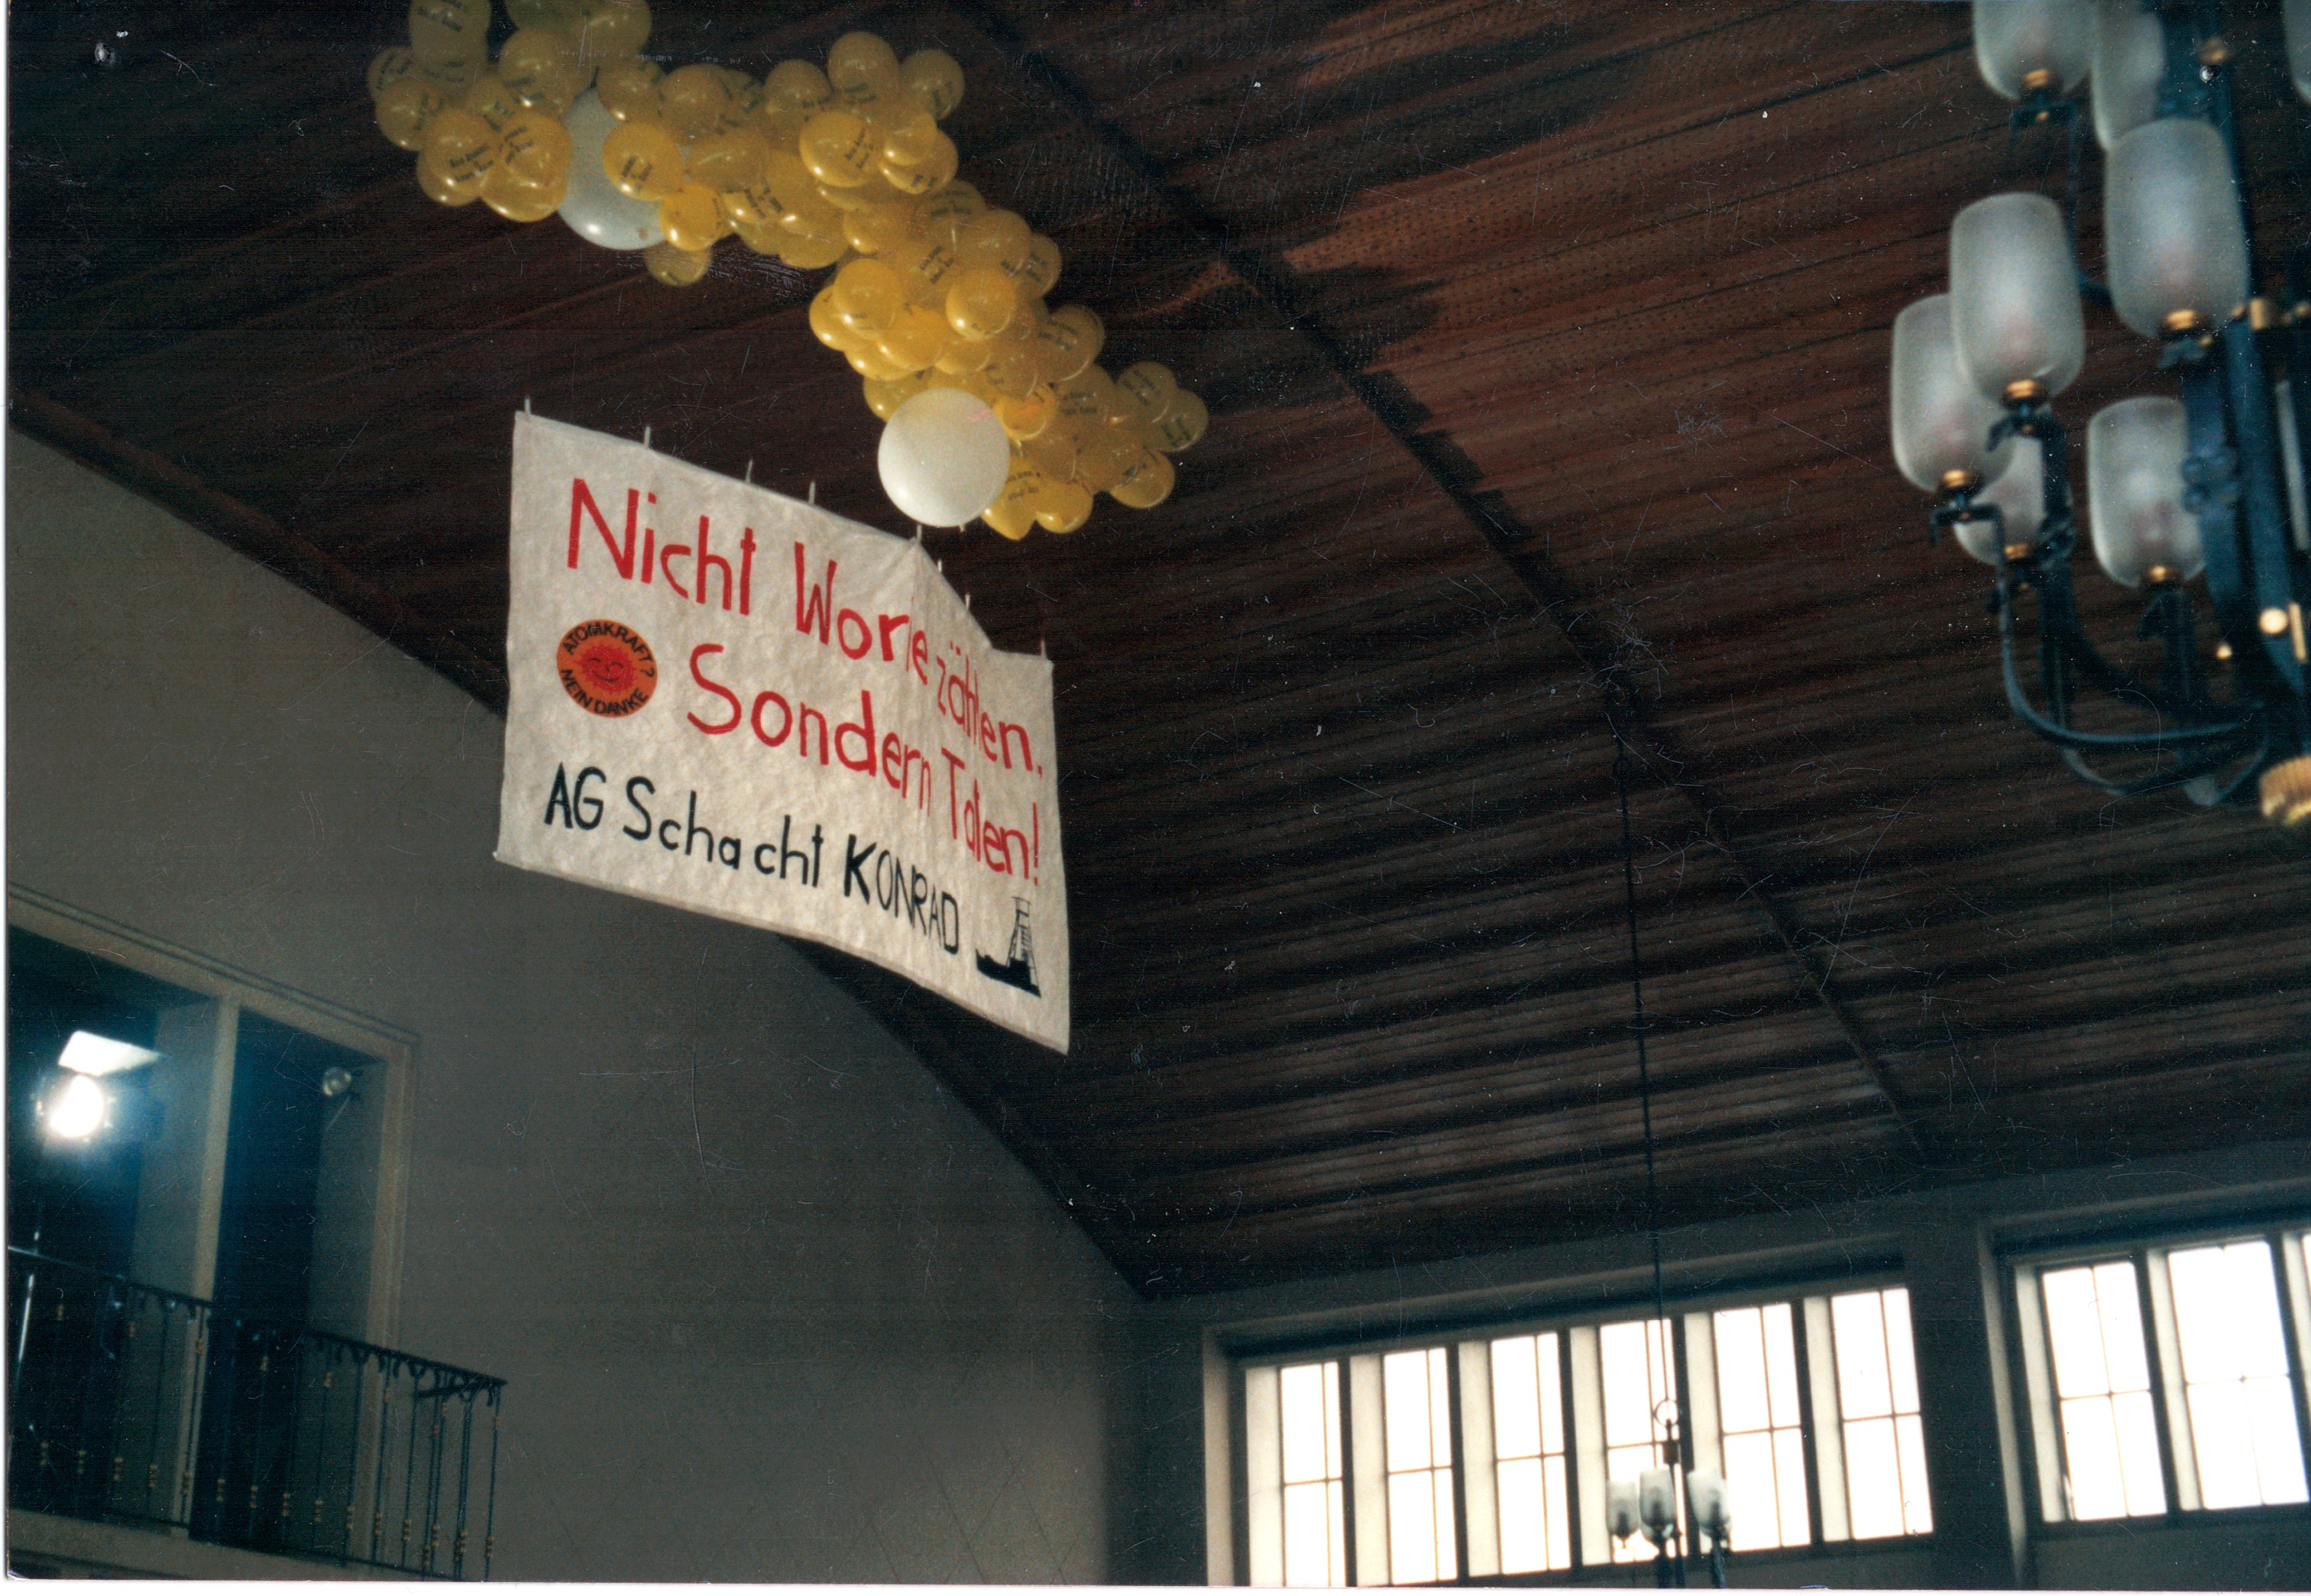 Nicht Worte zählen.
ATOMKRAFT?
NEIN DANKE
Sondern Taten!
AG Schacht KONRAD